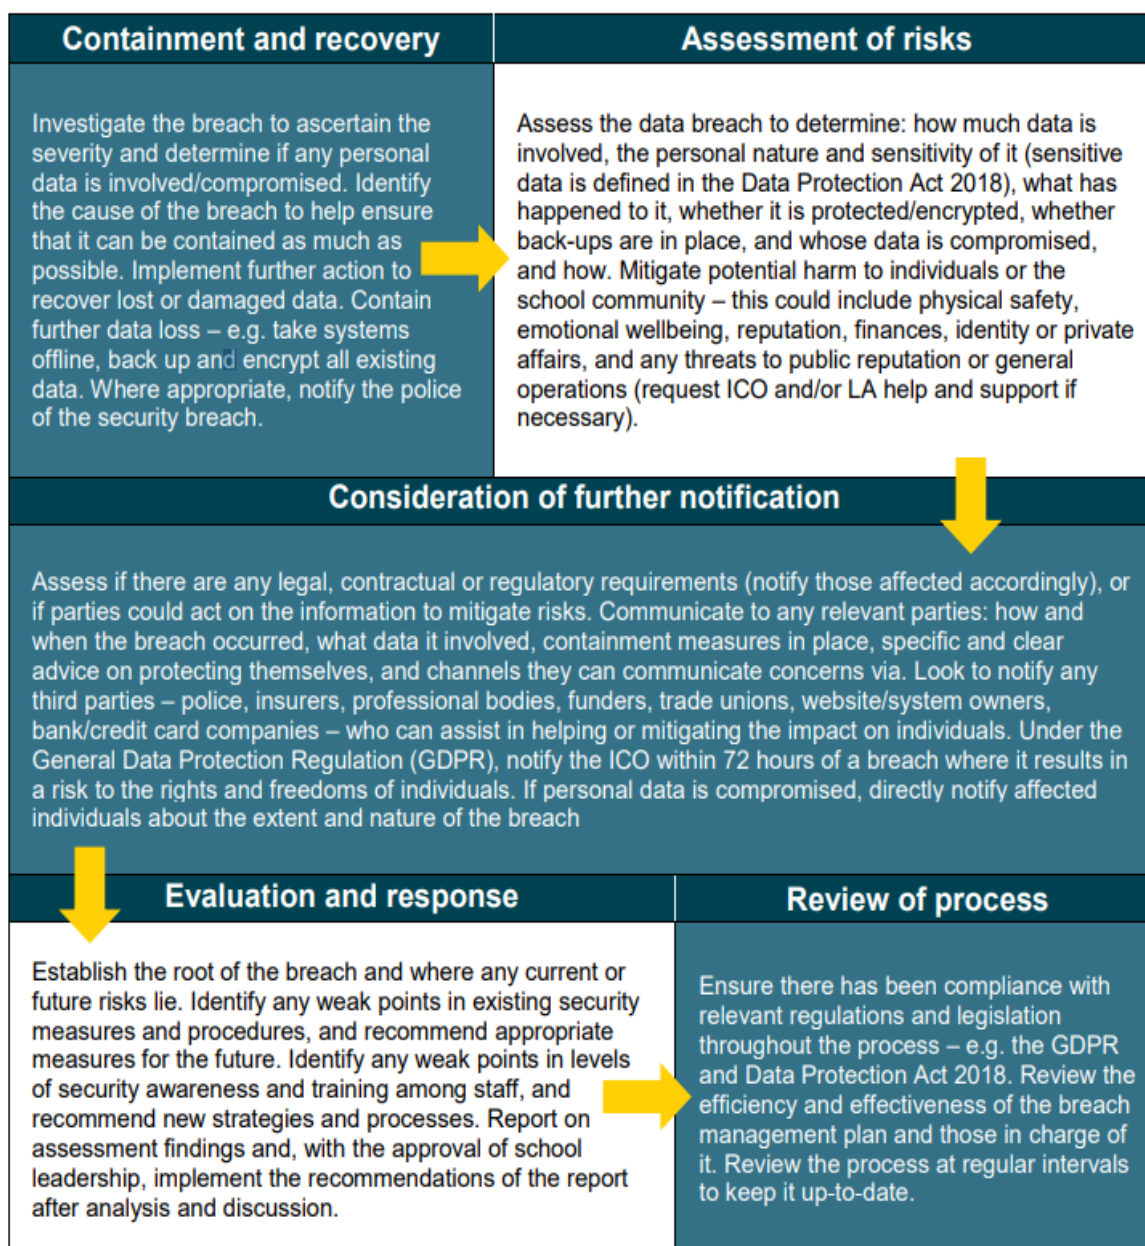 Containment and recovery
Investigate the breach to ascertain the
severity and determine if any personal
data is involved/compromised. Identify
the cause of the breach to help ensure
that it can be contained as much as
possible. Implement further action to
recover lost or damaged data. Contain
further data loss – e.g. take systems
offline, back up and encrypt all existing
data. Where appropriate, notify the police
of the security breach.
Assessment of risks
Assess the data breach to determine: how much data is
involved, the personal nature and sensitivity of it (sensitive
data is defined in the Data Protection Act 2018), what has
happened to it, whether it is protected/encrypted, whether
back-ups are in place, and whose data is compromised,
and how. Mitigate potential harm to individuals or the
school community – this could include physical safety,
emotional wellbeing, reputation, finances, identity or private
affairs, and any threats to public reputation or general
operations (request ICO and/or LA help and support if
necessary).
Consideration of further notification
Assess if there are any legal, contractual or regulatory requirements (notify those affected accordingly), or
if parties could act on the information to mitigate risks. Communicate to any relevant parties: how and
when the breach occurred, what data it involved, containment measures in place, specific and clear
advice on protecting themselves, and channels they can communicate concerns via. Look to notify any
third parties – police, insurers, professional bodies, funders, trade unions, website/system owners,
bank/credit card companies – who can assist in helping or mitigating the impact on individuals. Under the
General Data Protection Regulation (GDPR), notify the ICO within 72 hours of a breach where it results in
a risk to the rights and freedoms of individuals. If personal data is compromised, directly notify affected
individuals about the extent and nature of the breach
Evaluation and response
Establish the root of the breach and where any current or
future risks lie. Identify any weak points in existing security
measures and procedures, and recommend appropriate
measures for the future. Identify any weak points in levels
of security awareness and training among staff, and
recommend new strategies and processes. Report on
assessment findings and, with the approval of school
leadership, implement the recommendations of the report
after analysis and discussion.
Review of process
Ensure there has been compliance with
relevant regulations and legislation
throughout the process – e.g. the GDPR
and Data Protection Act 2018. Review the
efficiency and effectiveness of the breach
management plan and those in charge of
it. Review the process at regular intervals
to keep it up-to-date.